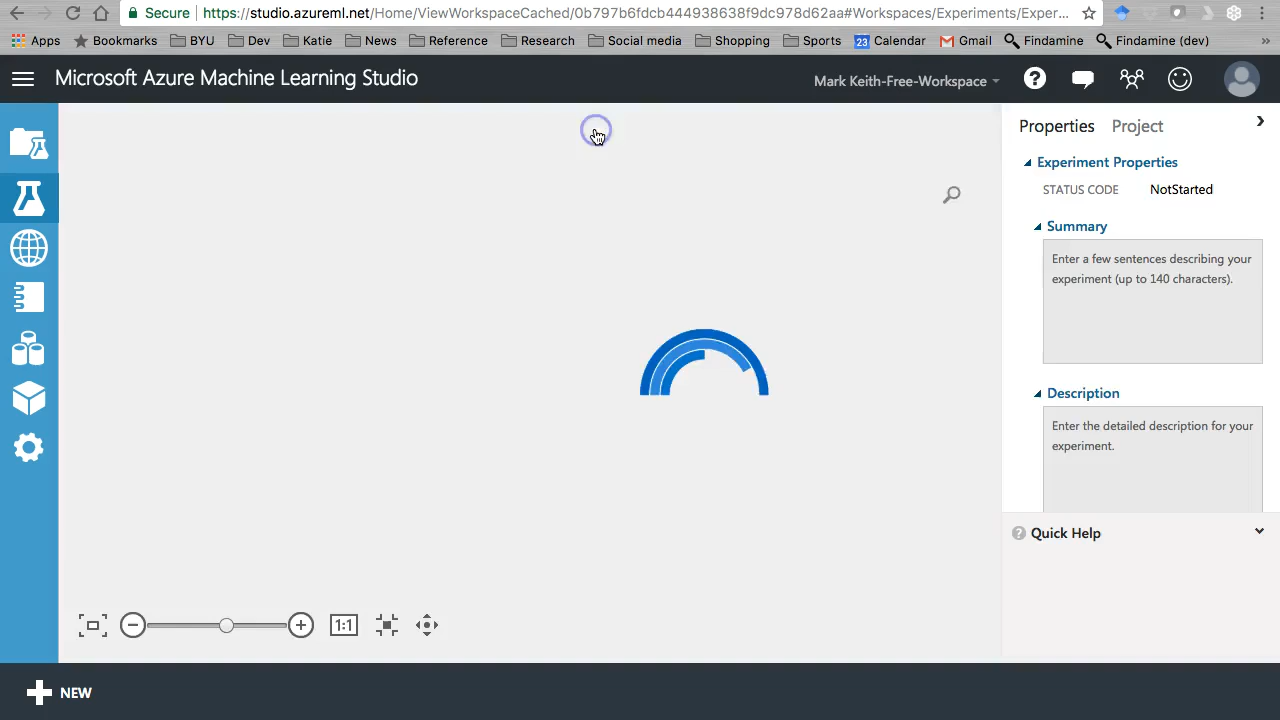 Secure https://studio.azureml.net/Home/ViewWorkspaceCached/0b797b6fdcb444938638f9dc978d62aa#Workspaces/Experiments/Exper...
Apps Bookmarks BYU Dev Katie News Reference Research Social media Shopping Sports 23 Calendar Gmail Findamine Findamine (dev) »
Microsoft Azure Machine Learning Studio
Mark Keith-Free-Workspace
Properties Project
Experiment Properties
STATUS CODE NotStarted
Summary
Enter a few sentences describing your
experiment (up to 140 characters).
Description
Enter the detailed description for your
experiment.
Quick Help
1:1
NEW